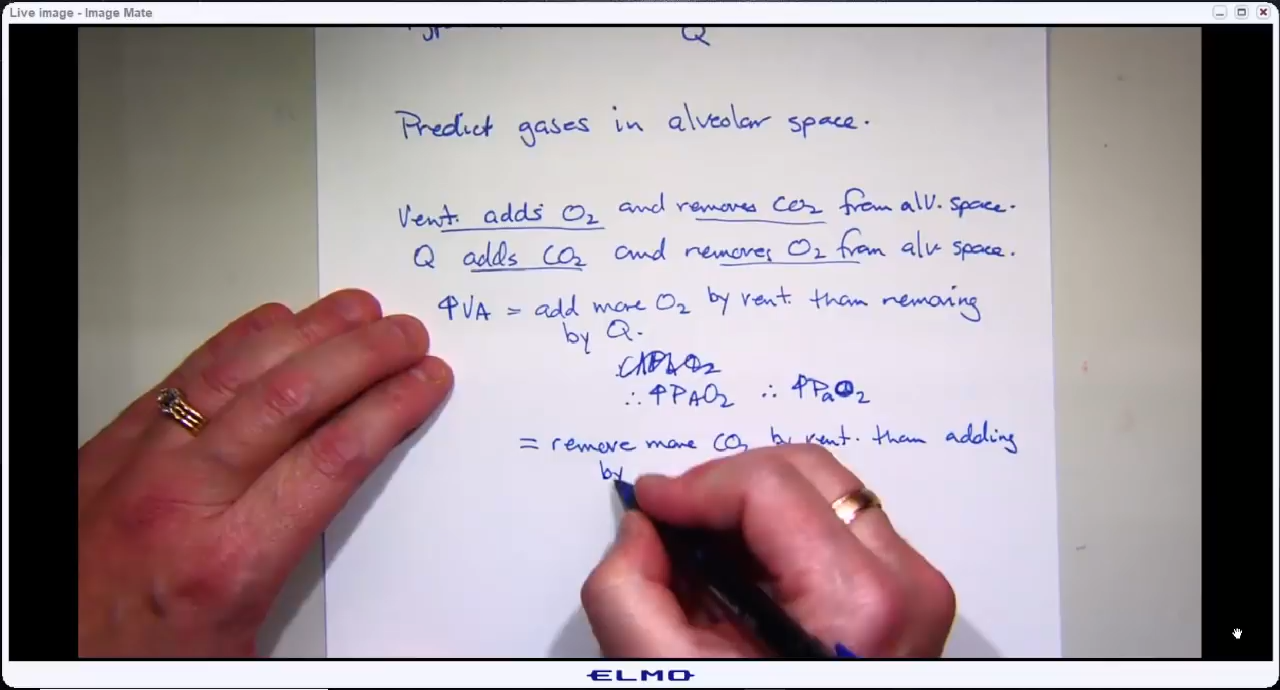 Live image - Image Mate
Q
Predict gases in alveolar space.
Vent. adds O₂ and removes CO₂ from alv. space.
Q adds CO₂ and removes O₂ from alv space.
↑VA = add more O₂ by vent. than removing
by Q.
∴ ↑PAO₂ ∴ ↑PaO₂
= remove more CO₂ by vent. than adding
by
ELMO